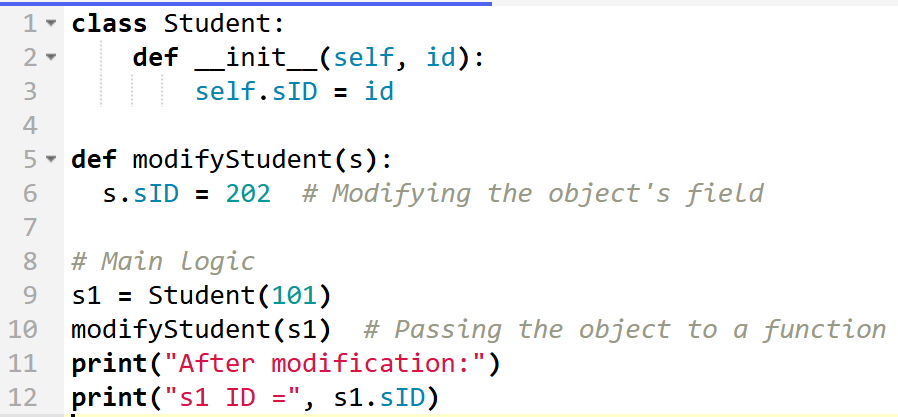 1 class Student:
2     def __init__(self, id):
3         self.sID = id
4
5 def modifyStudent(s):
6   s.sID = 202  # Modifying the object's field
7
8 # Main Logic
9 s1 = Student(101)
10 modifyStudent(s1)  # Passing the object to a function
11 print("After modification:")
12 print("s1 ID =", s1.sID)